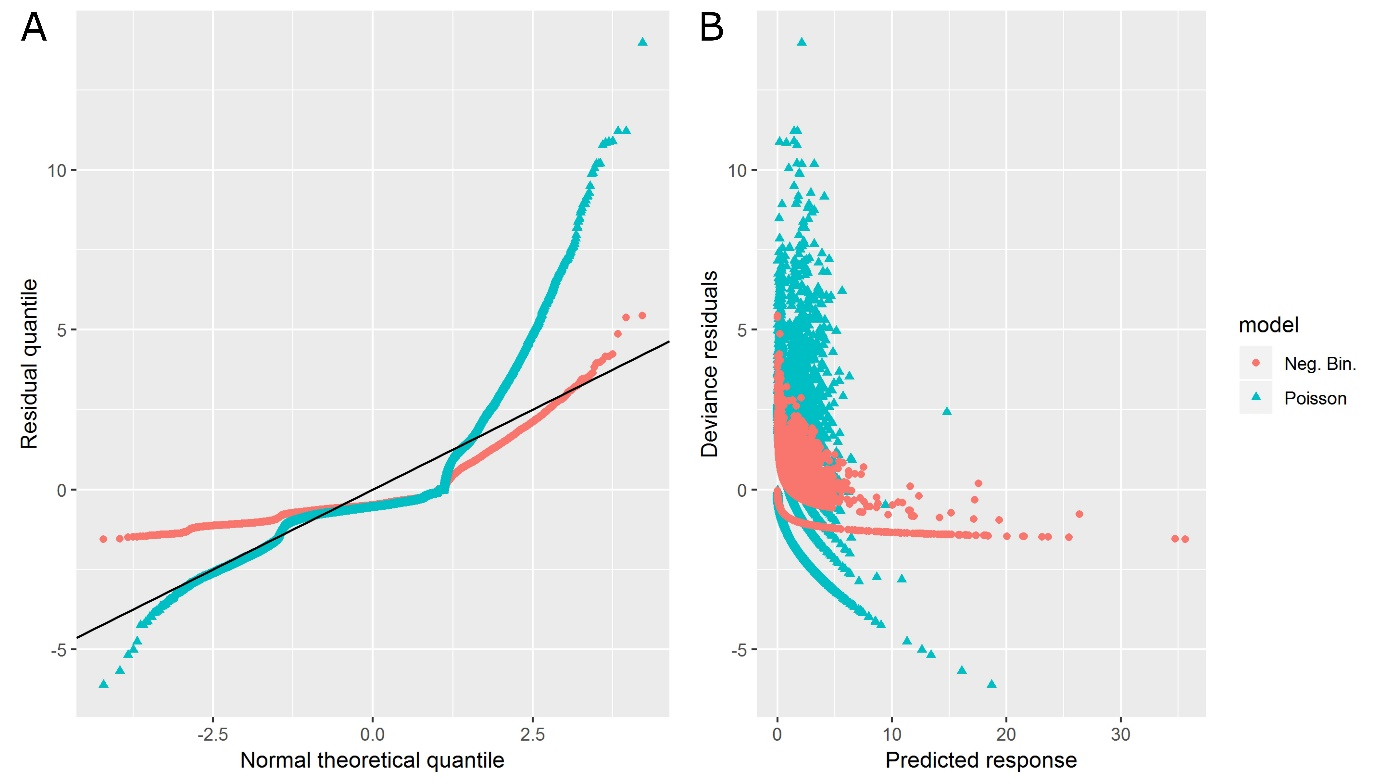 A
Residual quantile
10
5
0
-5
-2.5
0.0
2.5
Normal theoretical quantile
B
Deviance residuals
10
5
0
-5
0
10
20
30
Predicted response
model
Neg. Bin.
Poisson